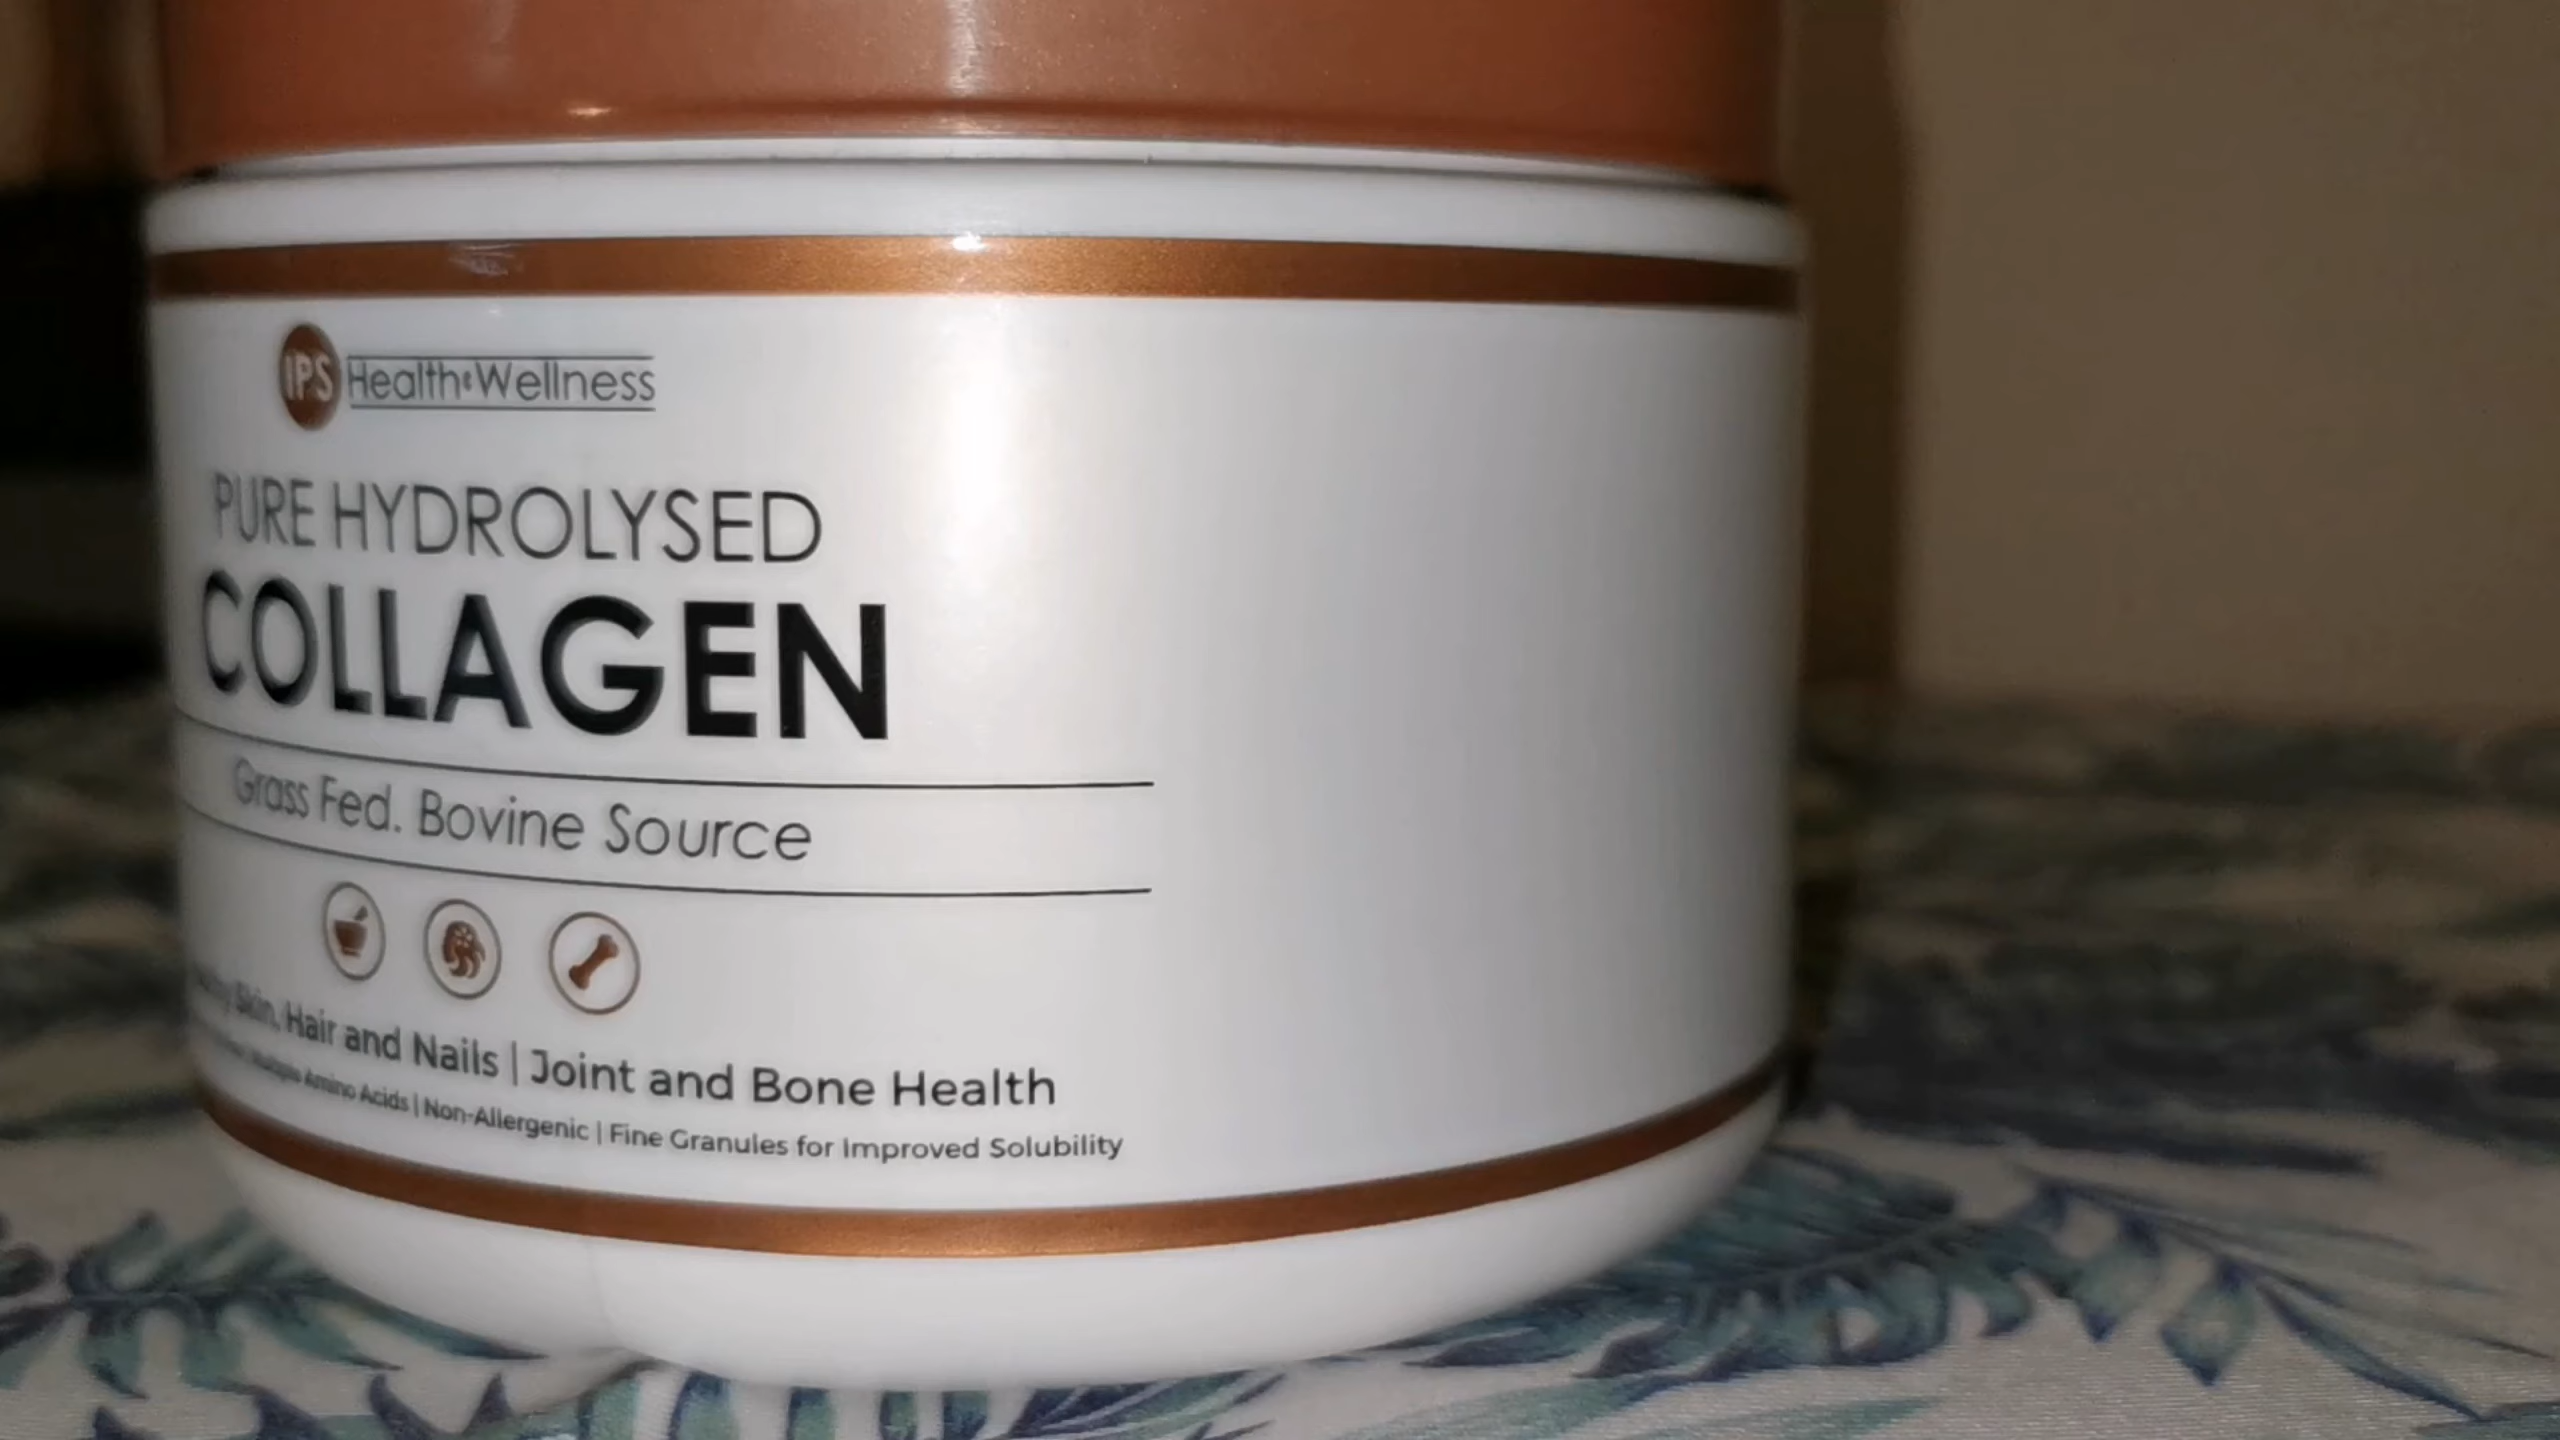 IPS Health & Wellness
PURE HYDROLYSED
COLLAGEN
Grass Fed. Bovine Source
Skin, Hair and Nails | Joint and Bone Health
Multiple Amino Acids | Non-Allergenic | Fine Granules for Improved Solubility